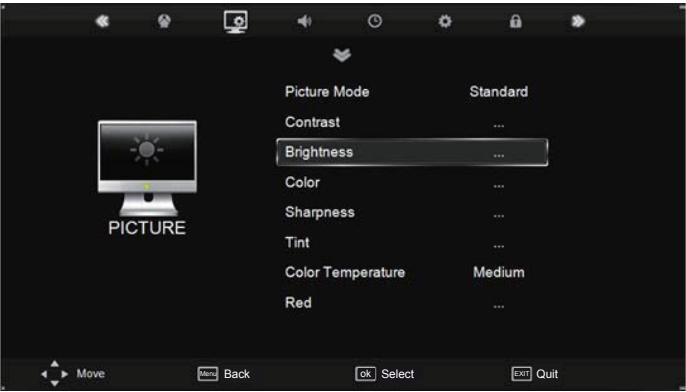 Picture Mode Standard
Contrast ...
Brightness ...
Color ...
Sharpness ...
PICTURE
Tint ...
Color Temperature Medium
Red ...
Move Menu Back ok Select EXIT Quit